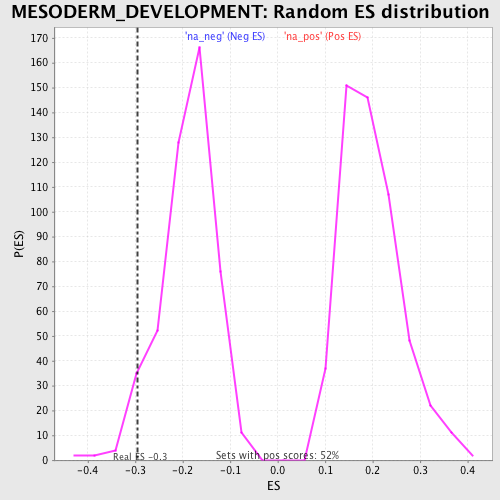 MESODERM_DEVELOPMENT: Random ES distribution
'na_neg' (Neg ES) 'na_pos' (Pos ES)
170
160
150
140
130
120
110
100
90
80
70
60
50
40
30
20
10
0
P(ES)
Real ES -0.3
Sets with pos scores: 52%
-0.4 -0.3 -0.2 -0.1 0.0 0.1 0.2 0.3 0.4
ES